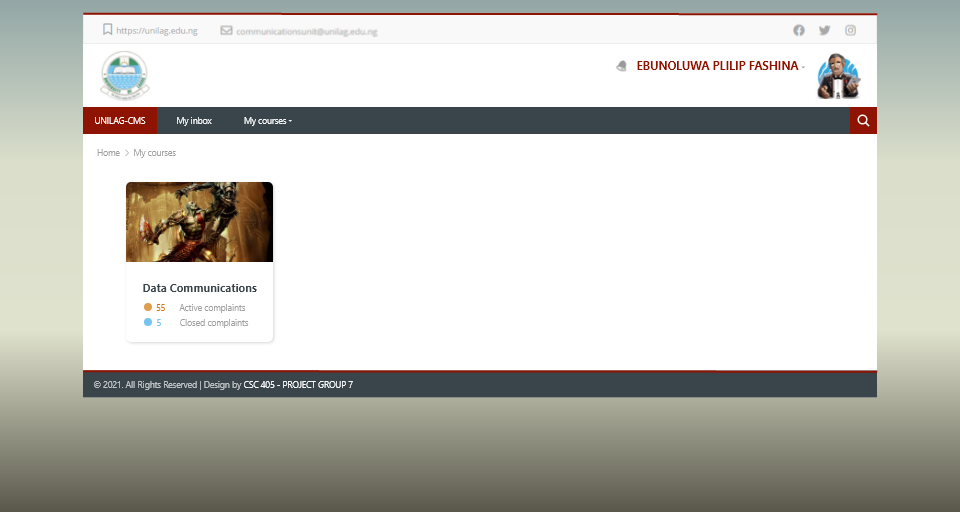 https://unilag.edu.ng
communicationsunit@unilag.edu.ng
EBUNOLUWA PLILIP FASHINA
UNILAG-CMS
My inbox
My courses
Home > My courses
Data Communications
55 Active complaints
5 Closed complaints
© 2021. All Rights Reserved | Design by CSC 405 - PROJECT GROUP 7